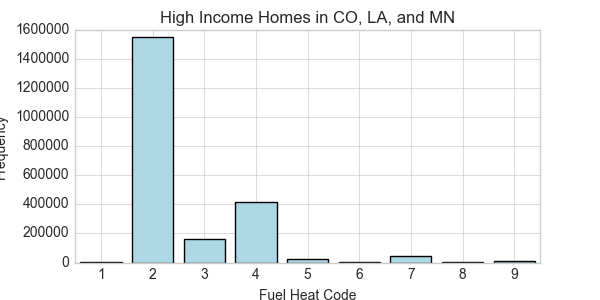 High Income Homes in CO, LA, and MN
1600000
1400000
1200000
1000000
800000
600000
400000
200000
0
Frequency
1 2 3 4 5 6 7 8 9
Fuel Heat Code